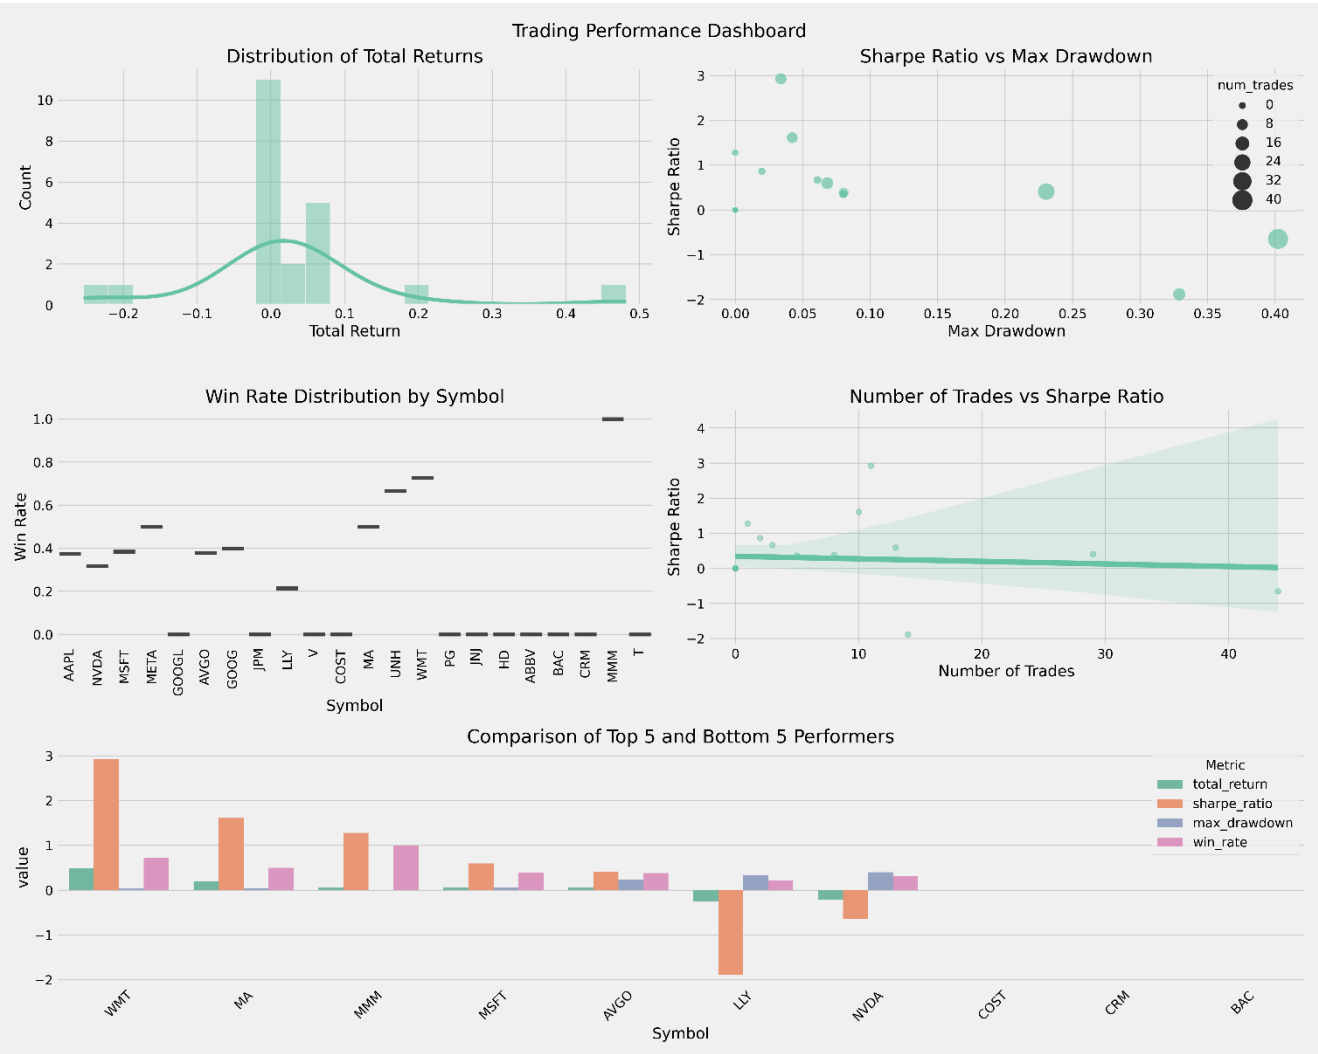 Trading Performance Dashboard
Distribution of Total Returns
Count
10
8
6
4
2
0
−0.2 −0.1 0.0 0.1 0.2 0.3 0.4 0.5
Total Return
Sharpe Ratio vs Max Drawdown
Sharpe Ratio
3
2
1
0
−1
−2
num_trades
0
8
16
24
32
40
0.00 0.05 0.10 0.15 0.20 0.25 0.30 0.35 0.40
Max Drawdown
Win Rate Distribution by Symbol
Win Rate
1.0
0.8
0.6
0.4
0.2
0.0
AAPL NVDA MSFT META GOOGL AVGO GOOG JPM LLY V COST MA UNH WMT PG JNJ HD ABBV BAC CRM MMM T
Symbol
Number of Trades vs Sharpe Ratio
Sharpe Ratio
4
3
2
1
0
−1
−2
0 10 20 30 40
Number of Trades
Comparison of Top 5 and Bottom 5 Performers
value
3
2
1
0
−1
−2
Metric
total_return
sharpe_ratio
max_drawdown
win_rate
WMT MA MMM MSFT AVGO LLY NVDA COST CRM BAC
Symbol